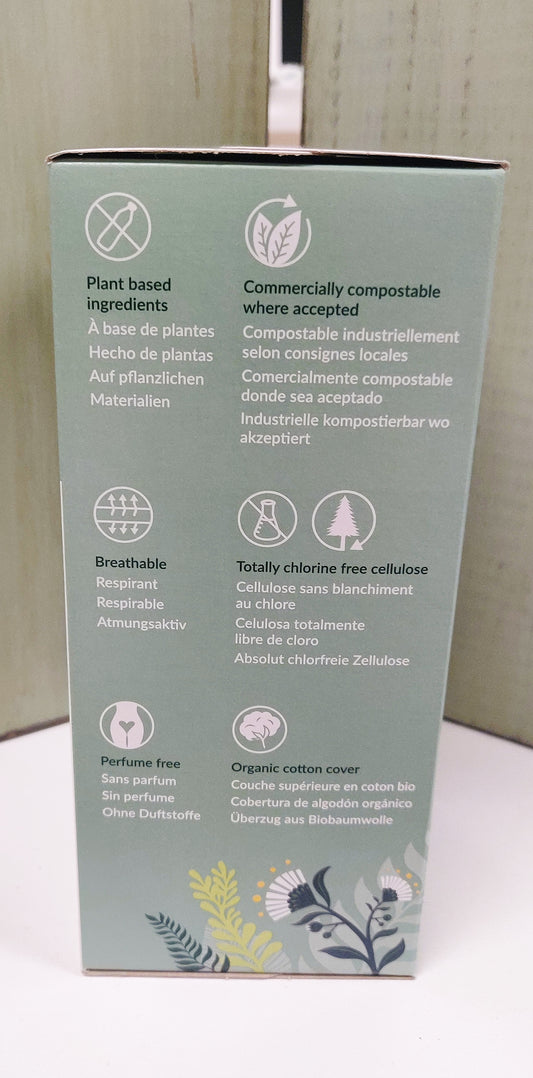 Plant based
ingredients
À base de plantes
Hecho de plantas
Auf pflanzlichen
Materialien
Commercially compostable
where accepted
Compostable industriellement
selon consignes locales
Comercialmente compostable
donde sea aceptado
Industrielle kompostierbar wo
akzeptiert
Breathable
Respirant
Respirable
Atmungsaktiv
Totally chlorine free cellulose
Cellulose sans blanchiment
au chlore
Celulosa totalmente
libre de cloro
Absolut chlorfreie Zellulose
Perfume free
Sans parfum
Sin perfume
Ohne Duftstoffe
Organic cotton cover
Couche supérieure en coton bio
Cobertura de algodón orgánico
Überzug aus Biobaumwolle